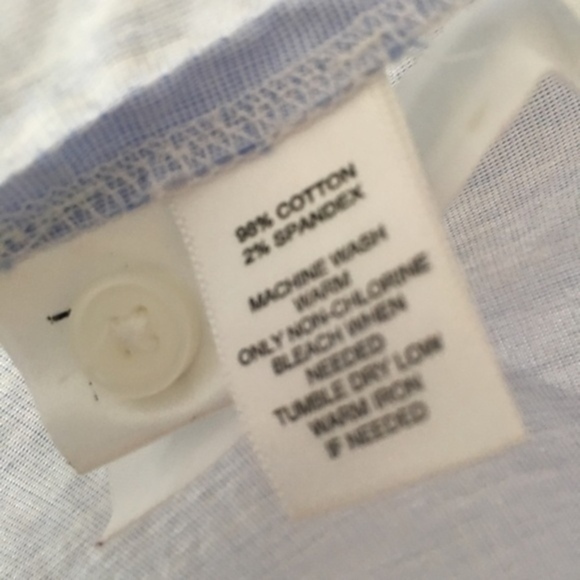 98% COTTON
2% SPANDEX
MACHINE WASH
WARM
ONLY NON-CHLORINE
BLEACH WHEN
NEEDED
TUMBLE DRY LOW
WARM IRON
IF NEEDED